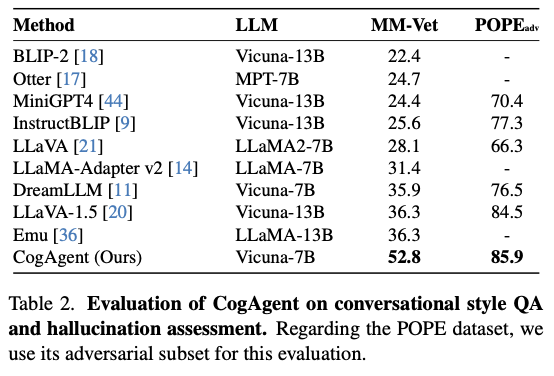 Method LLM MM-Vet POPEadv
BLIP-2 [18] Vicuna-13B 22.4 -
Otter [17] MPT-7B 24.7 -
MiniGPT4 [44] Vicuna-13B 24.4 70.4
InstructBLIP [9] Vicuna-13B 25.6 77.3
LLaVA [21] LLaMA2-7B 28.1 66.3
LLaMA-Adapter v2 [14] LLaMA-7B 31.4 -
DreamLLM [11] Vicuna-7B 35.9 76.5
LLaVA-1.5 [20] Vicuna-13B 36.3 84.5
Emu [36] LLaMA-13B 36.3 -
CogAgent (Ours) Vicuna-7B 52.8 85.9
Table 2. Evaluation of CogAgent on conversational style QA
and hallucination assessment. Regarding the POPE dataset, we
use its adversarial subset for this evaluation.